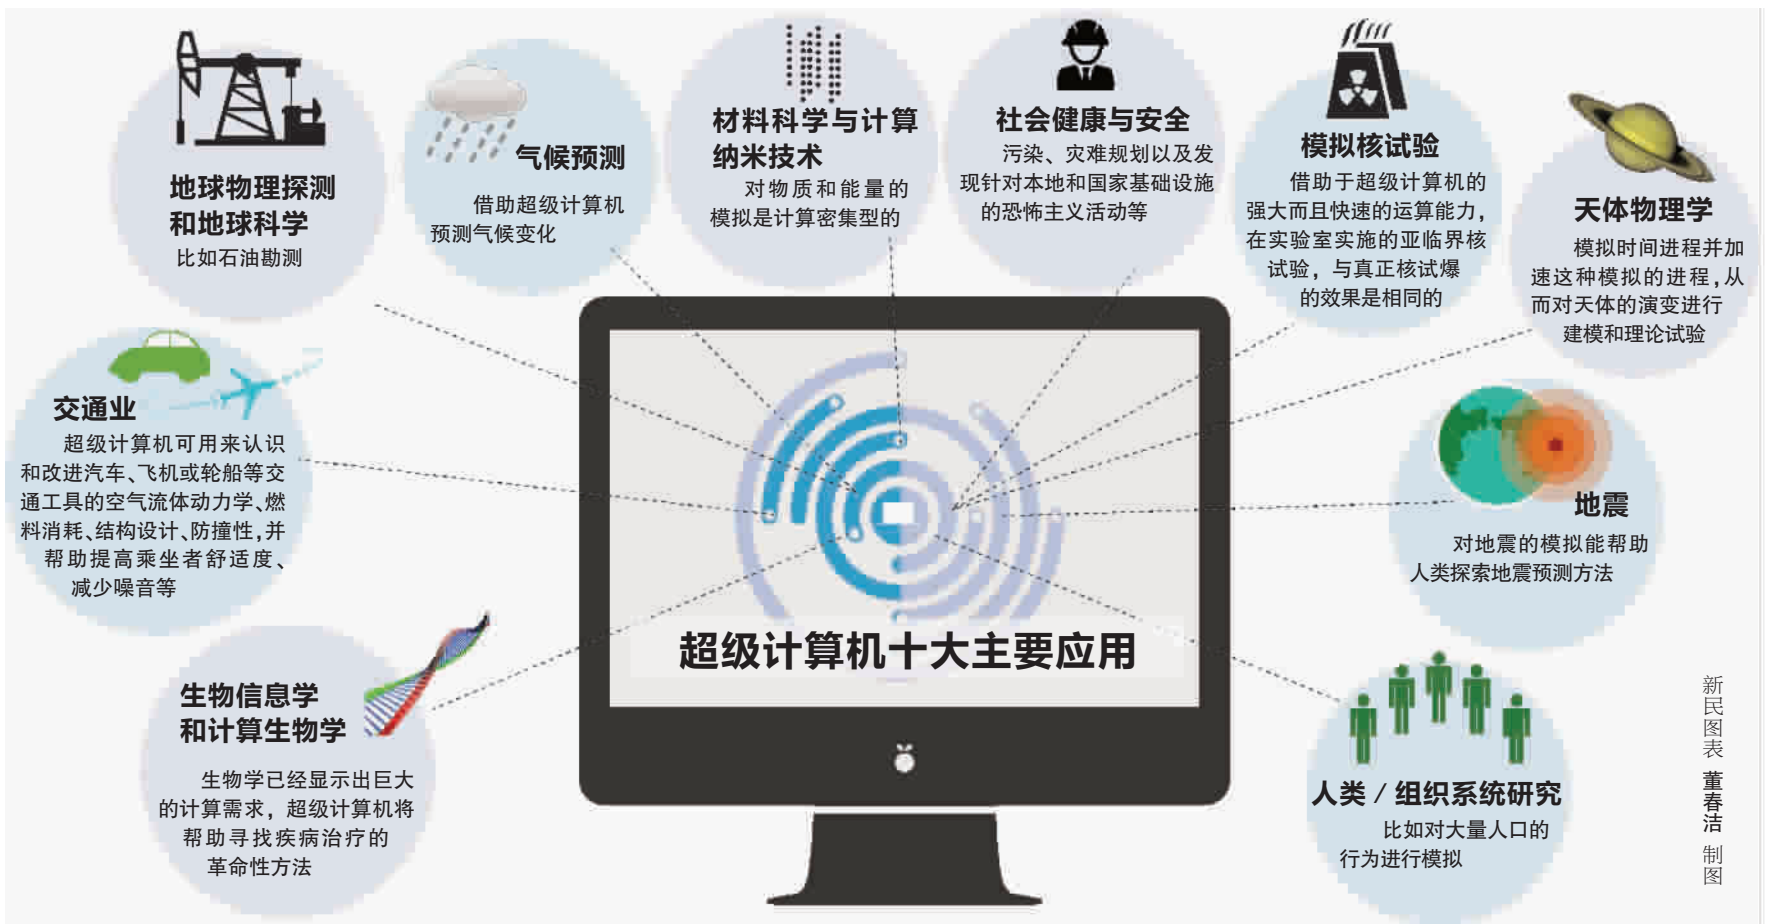 地球物理探测
和地球科学
比如石油勘测
气候预测
借助超级计算机
预测气候变化
材料科学与计算
纳米技术
对物质和能量的
模拟是计算密集型的
社会健康与安全
污染、灾难规划以及发
现针对本地和国家基础设施
的恐怖主义活动等
模拟核试验
借助于超级计算机的
强大而且快速的运算能力,
在实验室实施的亚临界核
试验，与真正核试爆
的效果是相同的
天体物理学
模拟时间进程并加
速这种模拟的进程,从
而对天体的演变进行
建模和理论试验
交通业
超级计算机可用来认识
和改进汽车、飞机或轮船等交
通工具的空气流体动力学、燃
料消耗、结构设计、防撞性,并
帮助提高乘坐者舒适度、
减少噪音等
地震
对地震的模拟能帮助
人类探索地震预测方法
超级计算机十大主要应用
生物信息学
和计算生物学
生物学已经显示出巨大
的计算需求，超级计算机将
帮助寻找疾病治疗的
革命性方法
人类 / 组织系统研究
比如对大量人口的
行为进行模拟
新民图表 董春洁 制图